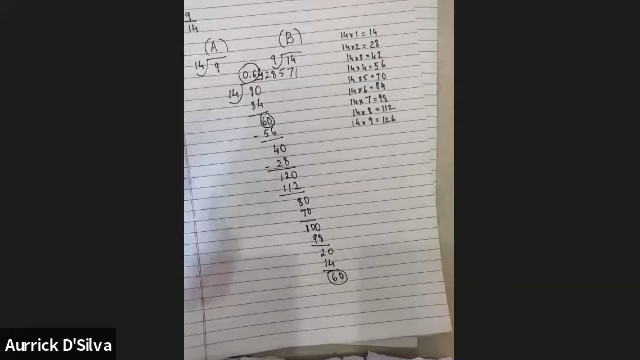 9
14
(A)
14 9
(B)
9 14
0.6428571
14 90
84
60
- 56
40
- 28
120
112
80
70
100
98
20
14
60
14x1 = 14
14x2 = 28
14x3 = 42
14x4 = 56
14x5 = 70
14x6 = 84
14x7 = 98
14x8 = 112
14x9 = 126
Aurrick D'Silva